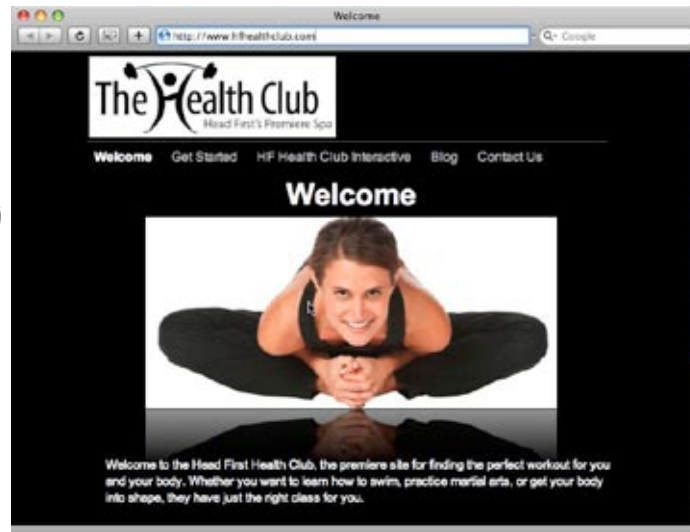 Welcome
http://www.hfhealthclub.com
Google
The Health Club
Head First's Premiere Spa
Welcome Get Started HF Health Club Interactive Blog Contact Us
Welcome
Welcome to the Head First Health Club, the premiere site for finding the perfect workout for you
and your body. Whether you want to learn how to swim, practice martial arts, or get your body
into shape, they have just the right class for you.